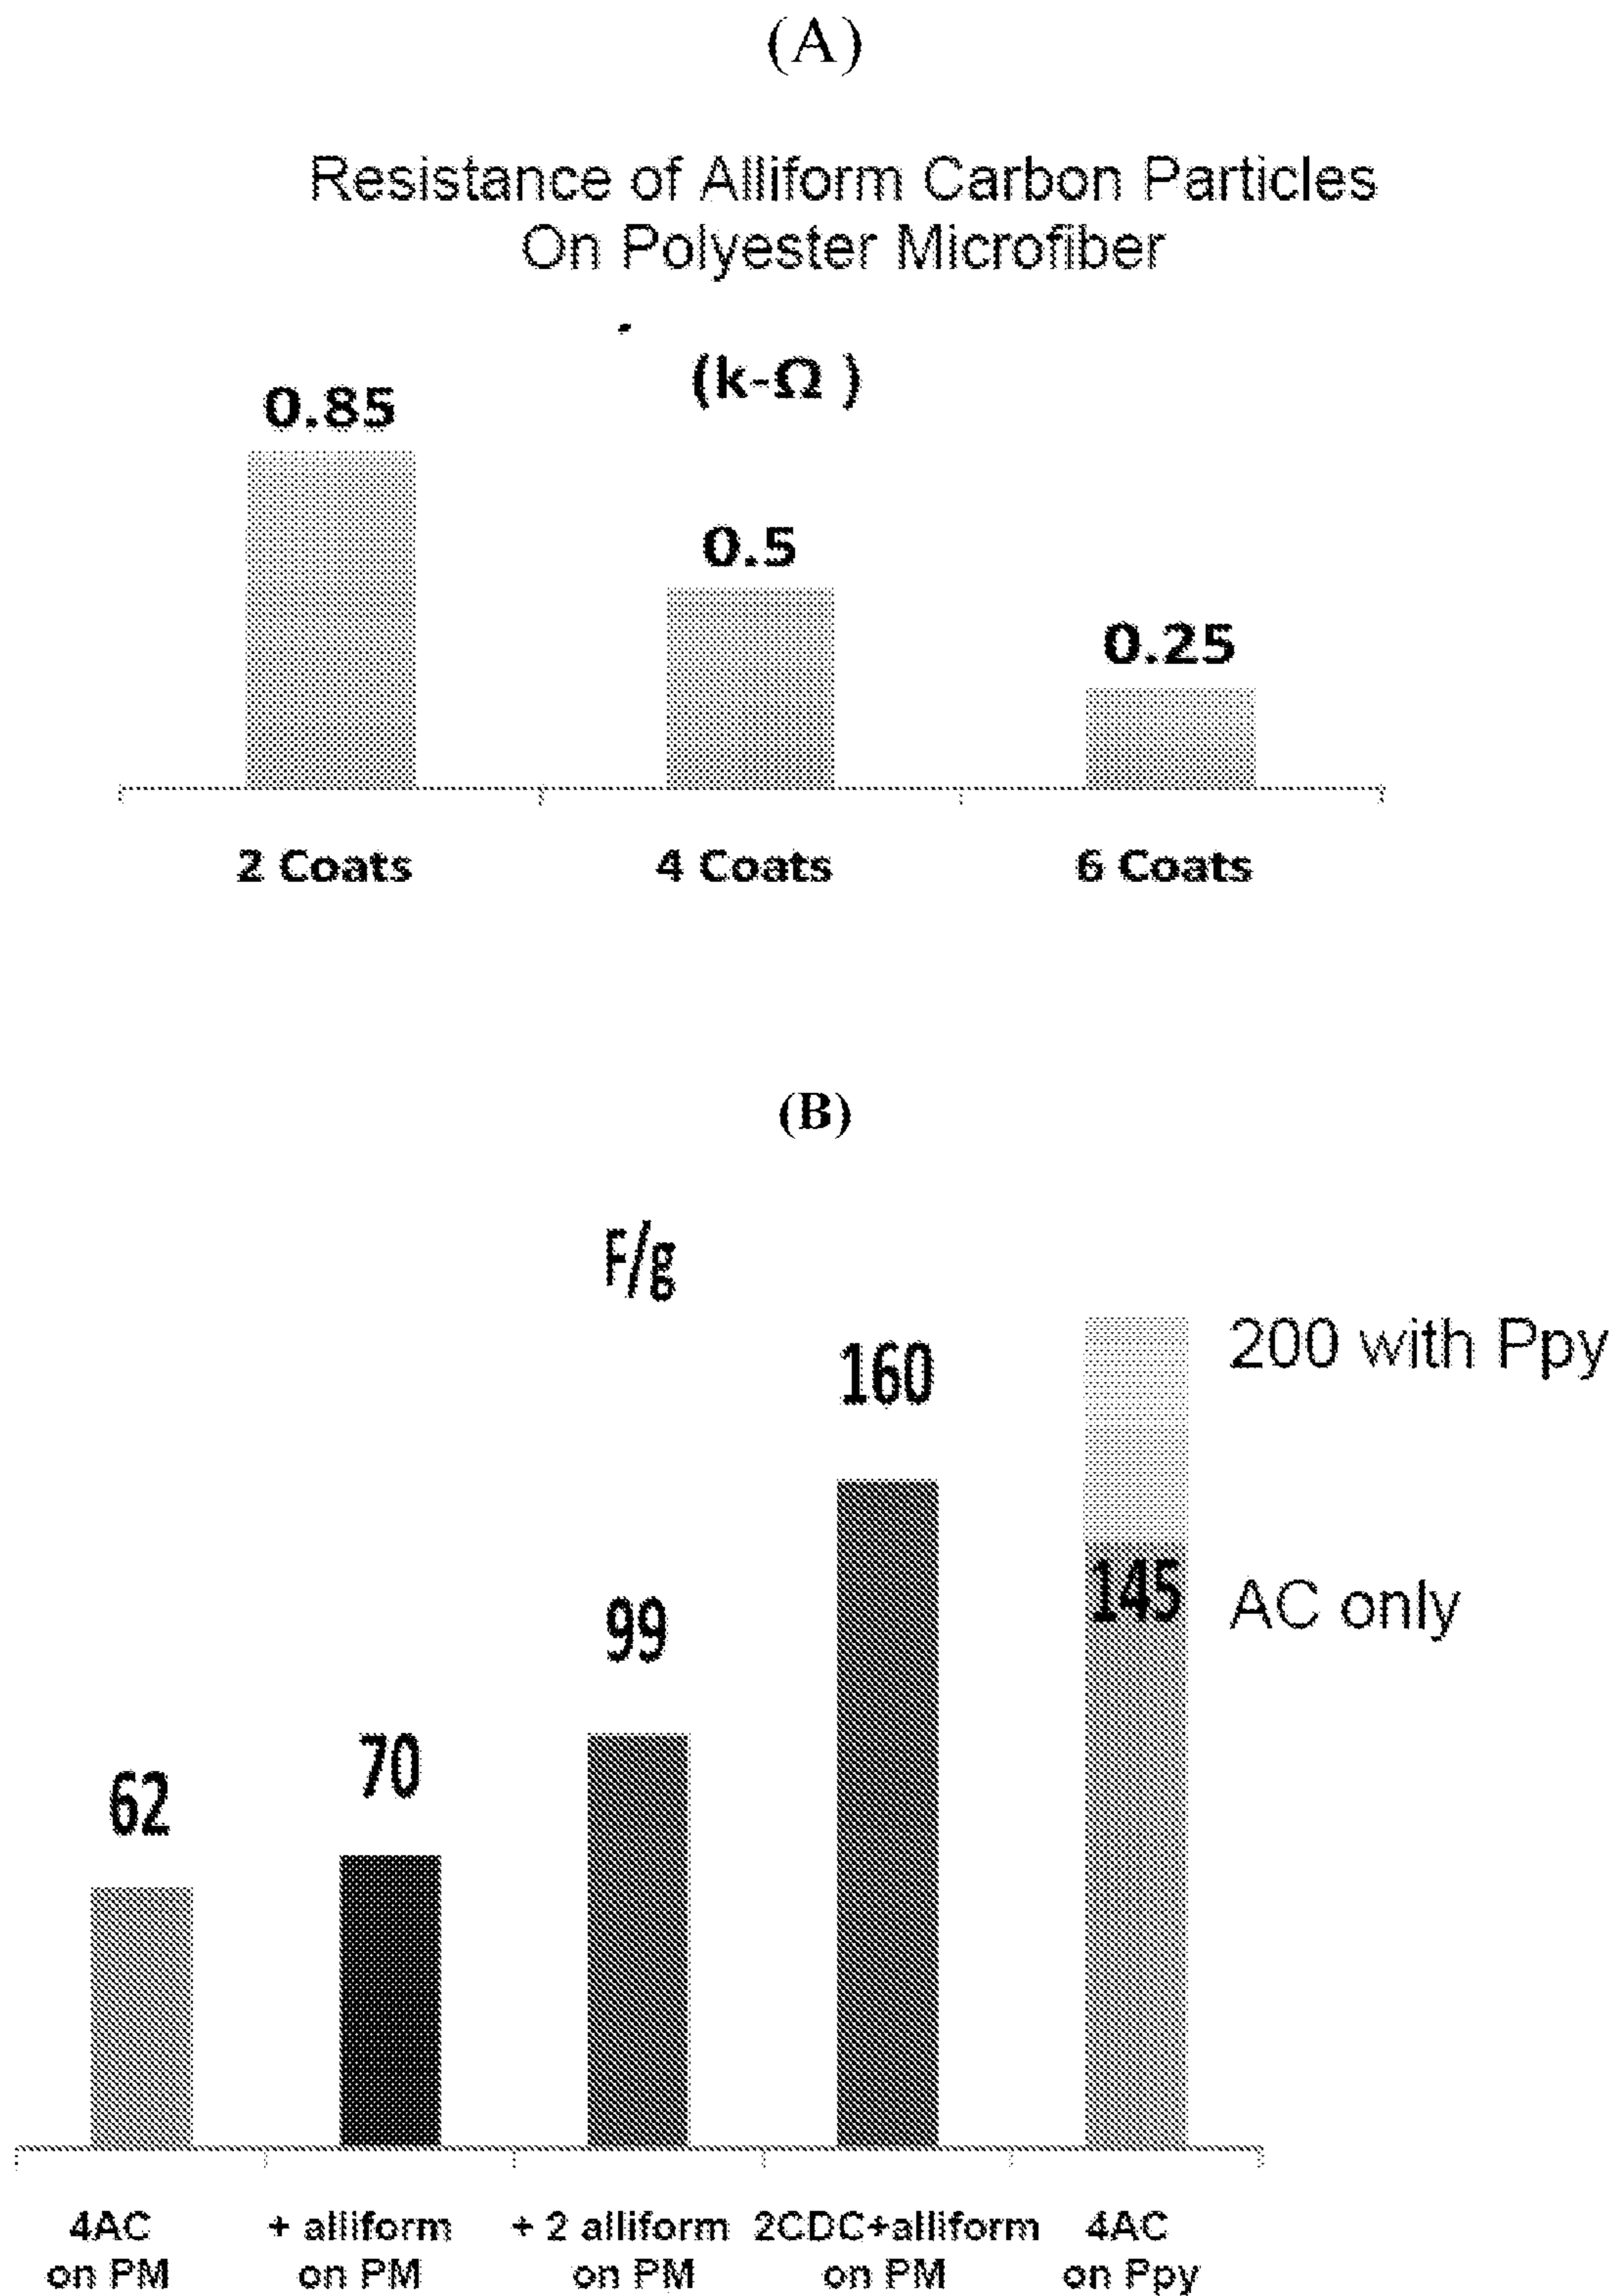 (A)
Resistance of Alliform Carbon Particles
On Polyester Microfiber
(k-Ω )
0.85
0.5
0.25
2 Coats
4 Coats
6 Coats
(B)
F/g
62
70
99
160
200 with Ppy
145
AC only
4AC
on PM
+ alliform
on PM
+ 2 alliform
on PM
2CDC+alliform
on PM
4AC
on Ppy